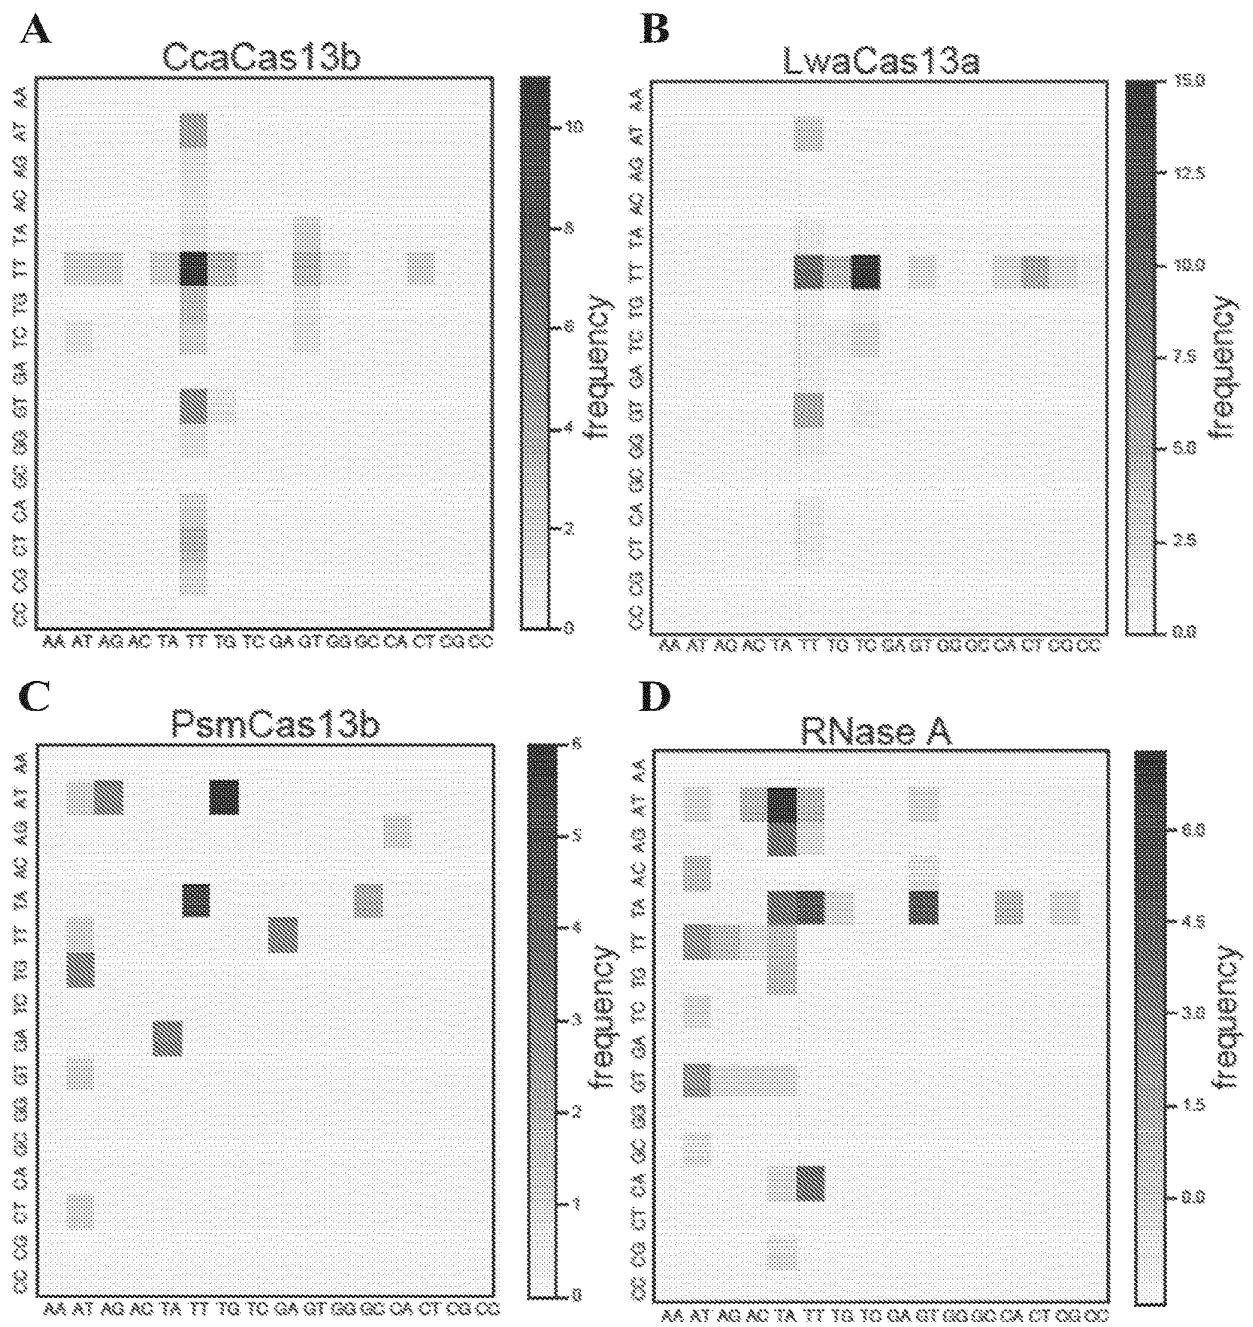 A
CcaCas13b
AA
AT
AG
AC
TA
TT
TG
TC
GA
GT
GG
GC
CA
CT
CG
CC
AA AT AG AC TA TT TG TC GA GT GG GC CA CT CG CC
10
8
6
4
2
0
frequency
B
LwaCas13a
AA
AT
AG
AC
TA
TT
TG
TC
GA
GT
GG
GC
CA
CT
CG
CC
AA AT AG AC TA TT TG TC GA GT GG GC CA CT CG CC
15.0
12.5
10.0
7.5
5.0
2.5
0.0
frequency
C
PsmCas13b
AA
AT
AG
AC
TA
TT
TG
TC
GA
GT
GG
GC
CA
CT
CG
CC
AA AT AG AC TA TT TG TC GA GT GG GC CA CT CG CC
6
5
4
3
2
1
0
frequency
D
RNase A
AA
AT
AG
AC
TA
TT
TG
TC
GA
GT
GG
GC
CA
CT
CG
CC
AA AT AG AC TA TT TG TC GA GT GG GC CA CT CG CC
6.0
4.5
3.0
1.5
0.0
frequency